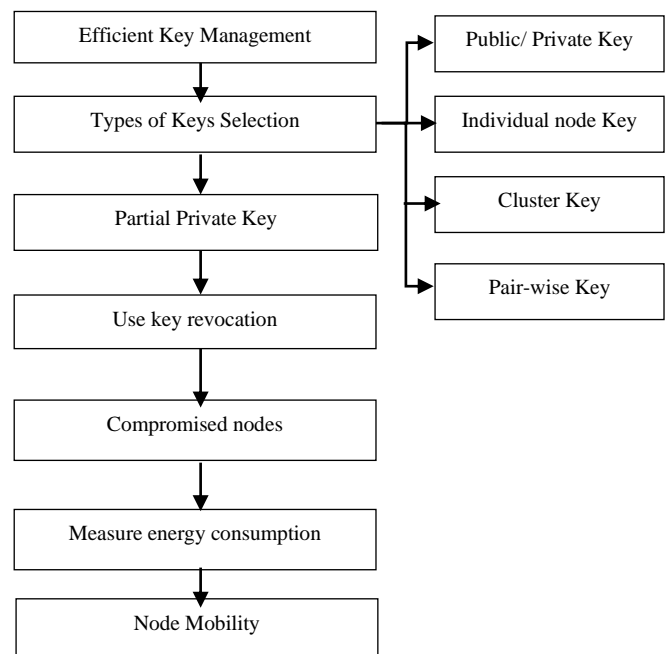 Efficient Key Management
Public/ Private Key
Types of Keys Selection
Individual node Key
Partial Private Key
Cluster Key
Pair-wise Key
Use key revocation
Compromised nodes
Measure energy consumption
Node Mobility